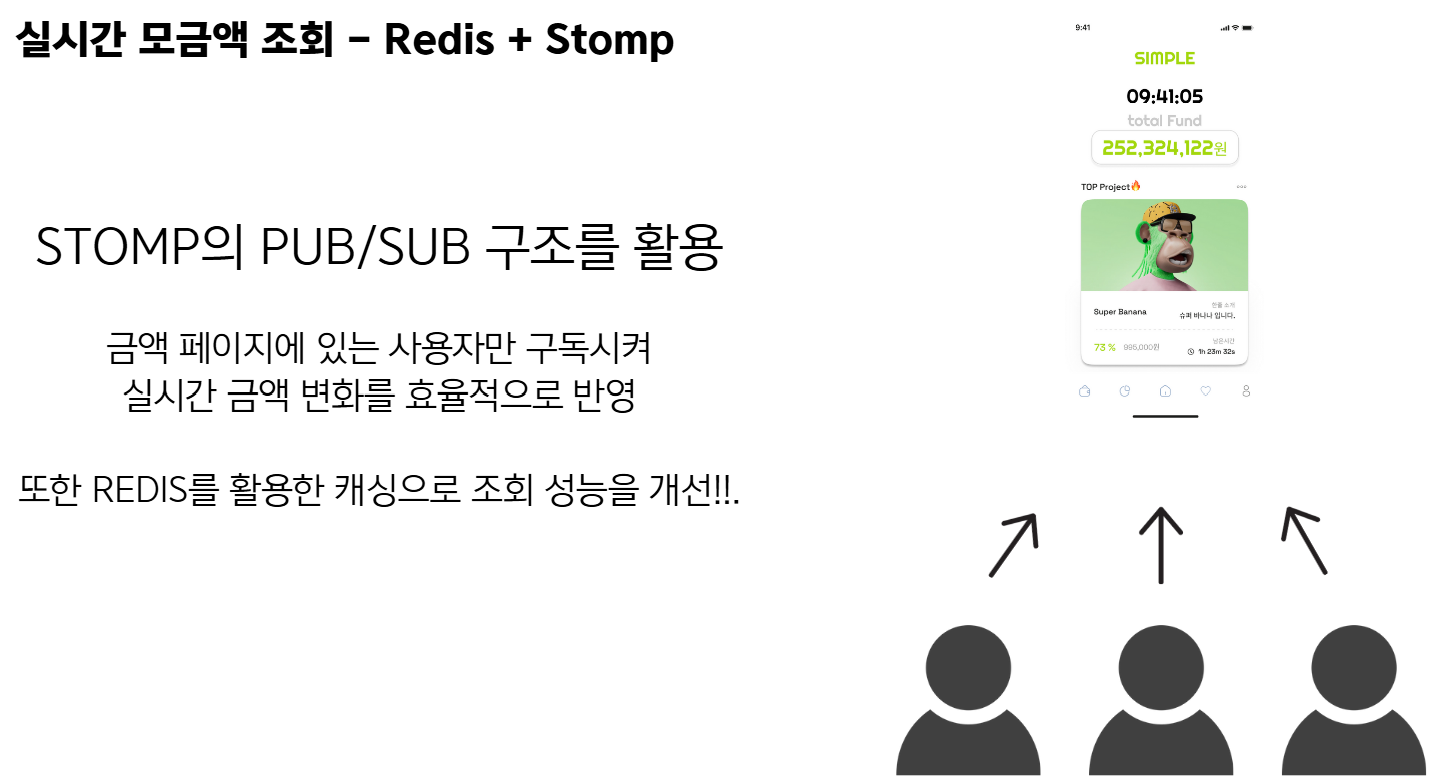 실시간 모금액 조회 – Redis + Stomp
STOMP의 PUB/SUB 구조를 활용
금액 페이지에 있는 사용자만 구독시켜
실시간 금액 변화를 효율적으로 반영
또한 REDIS를 활용한 캐싱으로 조회 성능을 개선!!.
9:41
SIMPLE
09:41:05
total Fund
252,324,122원
TOP Project🔥
Super Banana
한줄 소개
슈퍼 바나나 입니다.
73 % 995,000원
남은시간
1h 23m 32s